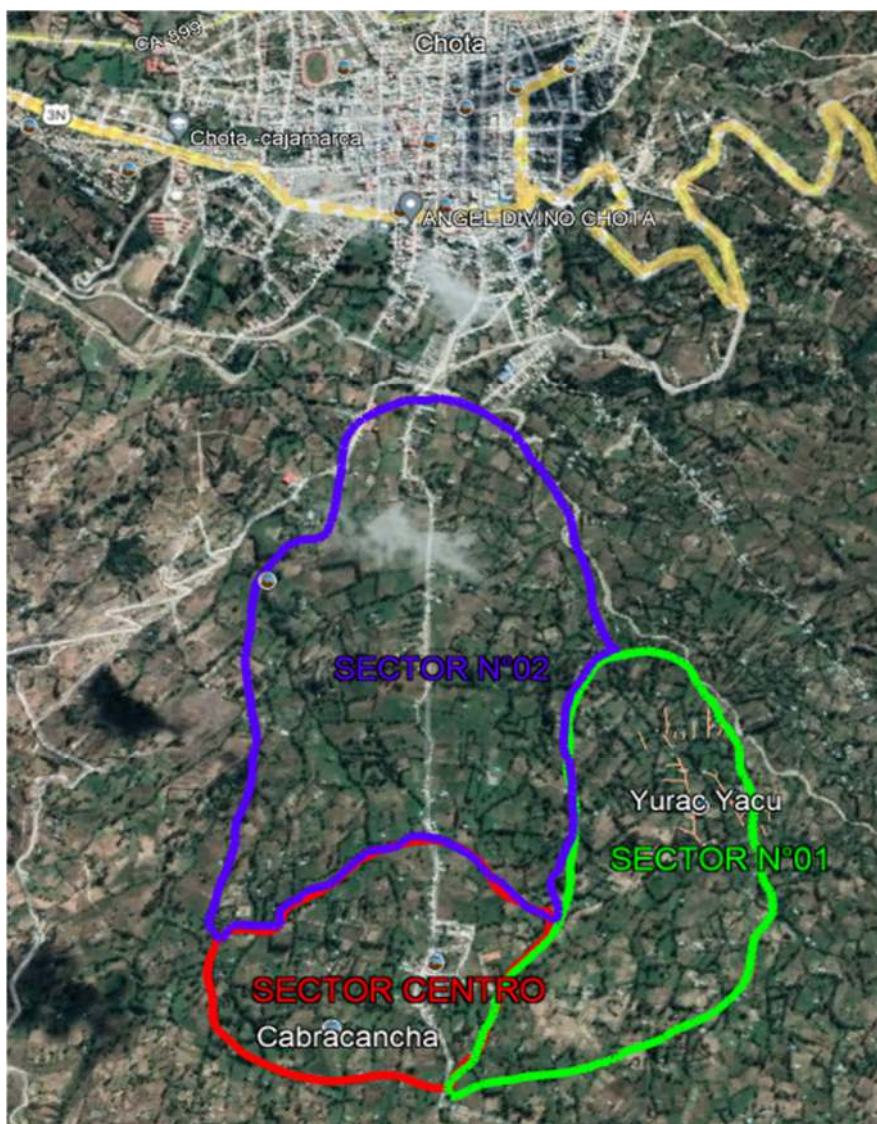 Chota
CA-899
3N
Chota -cajamarca
ANGEL DIVINO CHOTA
SECTOR N°02
Yurac Yacu
SECTOR N°01
SECTOR CENTRO
Cabracancha